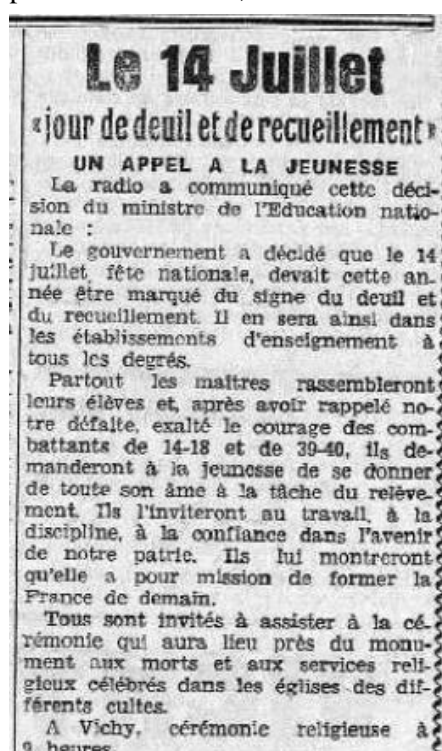 Le 14 Juillet
« jour de deuil et de recueillement »
UN APPEL A LA JEUNESSE
La radio a communiqué cette déci-
sion du ministre de l'Education natio-
nale :
Le gouvernement a décidé que le 14
juillet, fête nationale, devait cette an-
née être marqué du signe du deuil et
du recueillement. Il en sera ainsi dans
les établissements d'enseignement à
tous les degrés.
Partout les maîtres rassembleront
leurs élèves et, après avoir rappelé no-
tre défaite, exalté le courage des com-
battants de 14-18 et de 39-40, ils de-
manderont à la jeunesse de se donner
de toute son âme à la tâche du relève-
ment. Ils l'inviteront au travail, à la
discipline, à la confiance dans l'avenir
de notre patrie. Ils lui montreront
qu'elle a pour mission de former la
France de demain.
Tous sont invités à assister à la cé-
rémonie qui aura lieu près du monu-
ment aux morts et aux services reli-
gieux célébrés dans les églises des dif-
férents cultes.
A Vichy, cérémonie religieuse à
9 heures